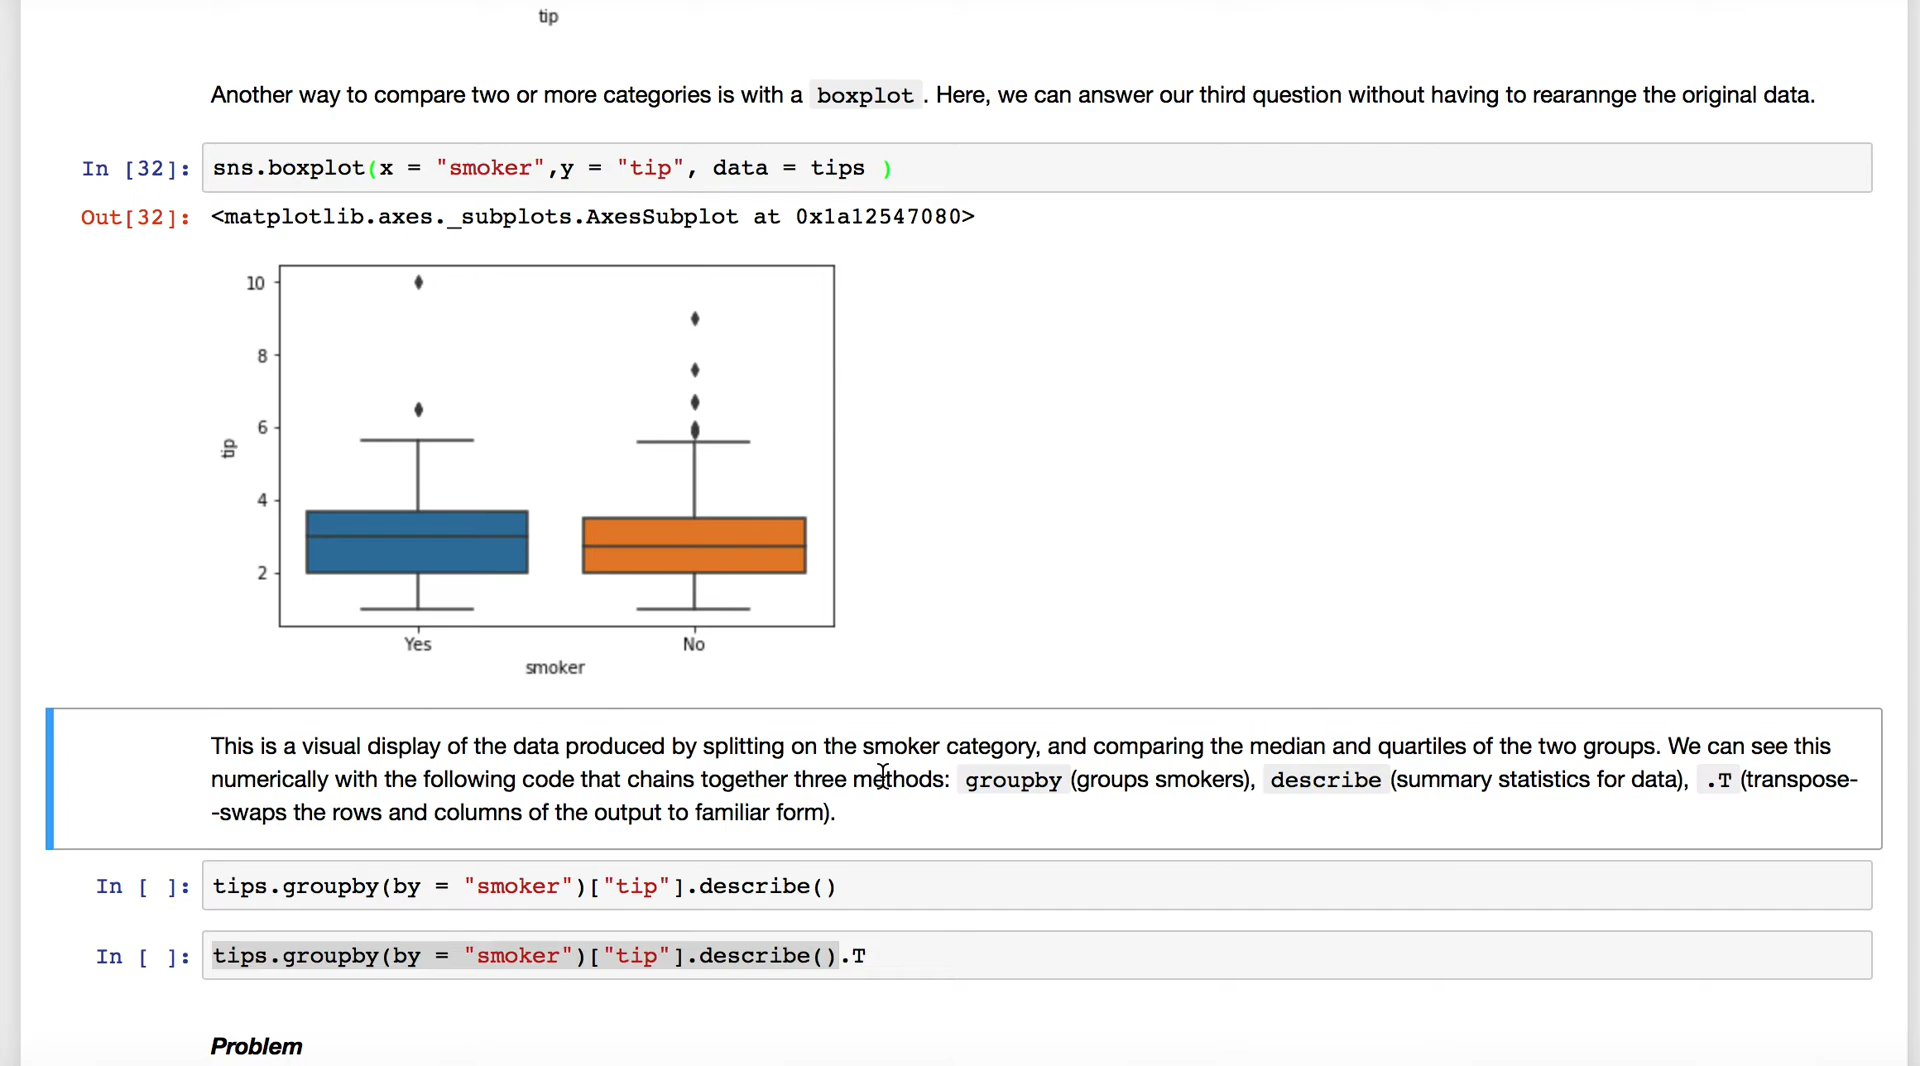 tip
Another way to compare two or more categories is with a boxplot . Here, we can answer our third question without having to rearannge the original data.
In [32]: sns.boxplot(x = "smoker",y = "tip", data = tips )
Out[32]: <matplotlib.axes._subplots.AxesSubplot at 0x1a12547080>
10
8
6
tip
4
2
Yes No
smoker
This is a visual display of the data produced by splitting on the smoker category, and comparing the median and quartiles of the two groups. We can see this
numerically with the following code that chains together three methods: groupby (groups smokers), describe (summary statistics for data), .T (transpose-
-swaps the rows and columns of the output to familiar form).
In [ ]: tips.groupby(by = "smoker")["tip"].describe()
In [ ]: tips.groupby(by = "smoker")["tip"].describe().T
Problem